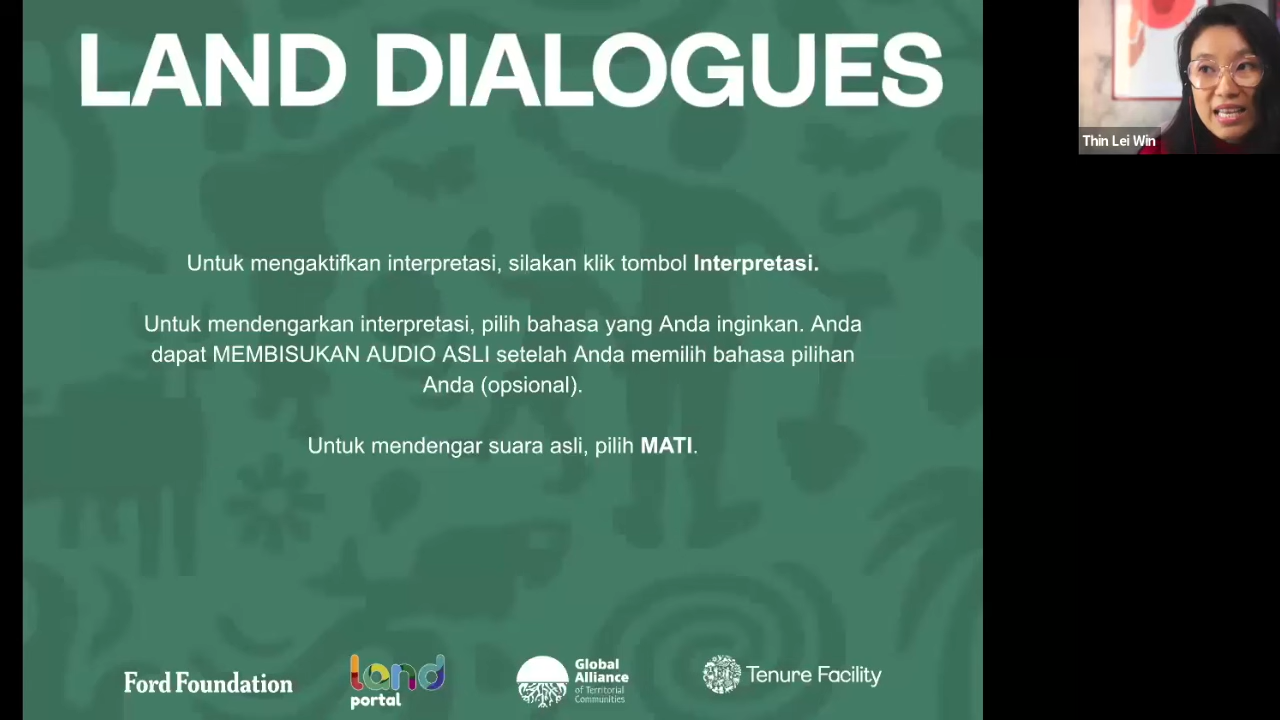 LAND DIALOGUES
Thin Lei Win
Untuk mengaktifkan interpretasi, silakan klik tombol Interpretasi.
Untuk mendengarkan interpretasi, pilih bahasa yang Anda inginkan. Anda
dapat MEMBISUKAN AUDIO ASLI setelah Anda memilih bahasa pilihan
Anda (opsional).
Untuk mendengar suara asli, pilih MATI.
Ford Foundation
land
portal
Global
Alliance
of Territorial
Communities
Tenure Facility